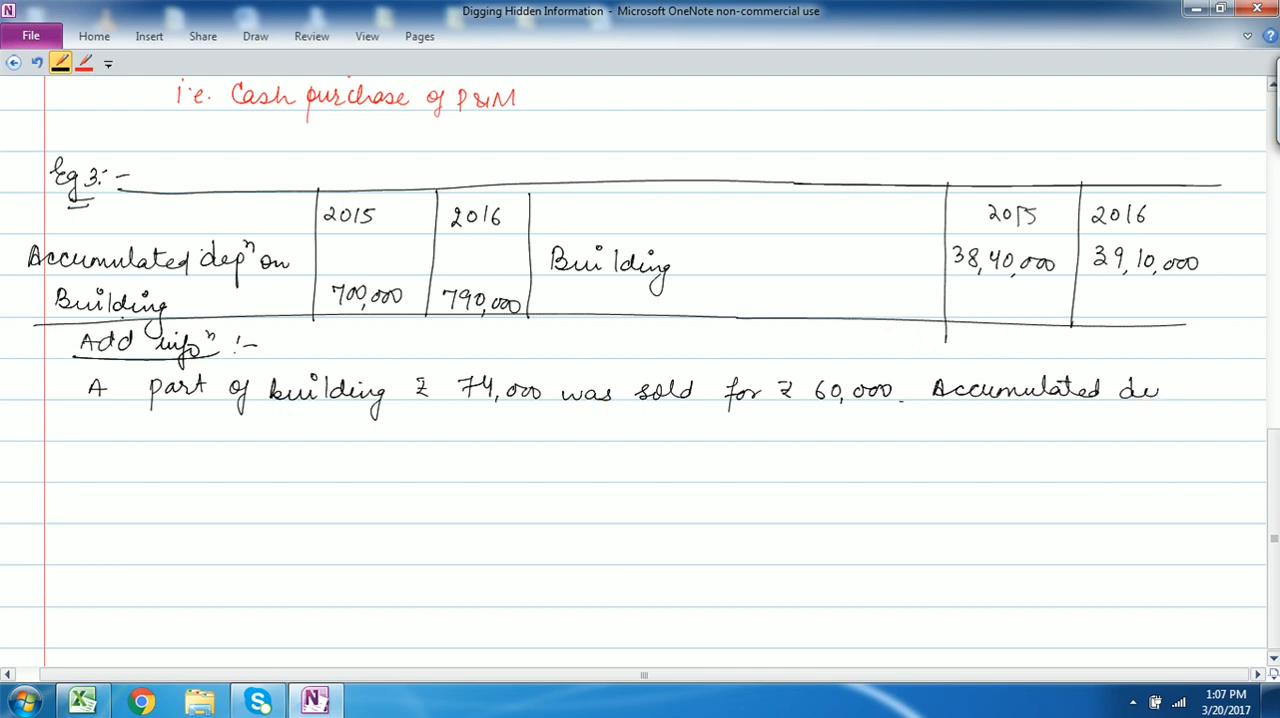 Digging Hidden Information - Microsoft OneNote non-commercial use
File Home Insert Share Draw Review View Pages
i.e. Cash purchase of P&M
Eg 3:-
2015 2016 2015 2016
Accumulated depn on Building 38,40,000 39,10,000
Building 700,000 790,000
Add infon :-
A part of building ₹ 74,000 was sold for ₹ 60,000. Accumulated de
1:07 PM
3/20/2017